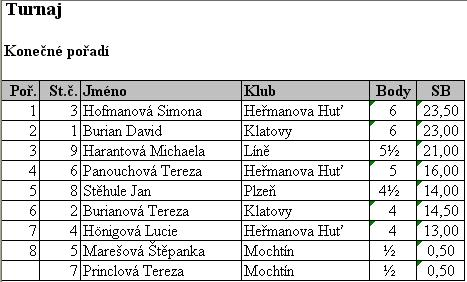 Turnaj
Konečné pořadí
Poř. St.č. Jméno Klub Body SB
1 3 Hofmanová Simona Heřmanova Huť 6 23,50
2 1 Burian David Klatovy 6 23,00
3 9 Harantová Michaela Líně 5½ 21,00
4 6 Panouchová Tereza Heřmanova Huť 5 16,00
5 8 Stěhule Jan Plzeň 4½ 14,00
6 2 Burianová Tereza Klatovy 4 14,50
7 4 Hönigová Lucie Heřmanova Huť 4 13,00
8 5 Marešová Štěpanka Mochtín ½ 0,50
7 Princlová Tereza Mochtín ½ 0,50